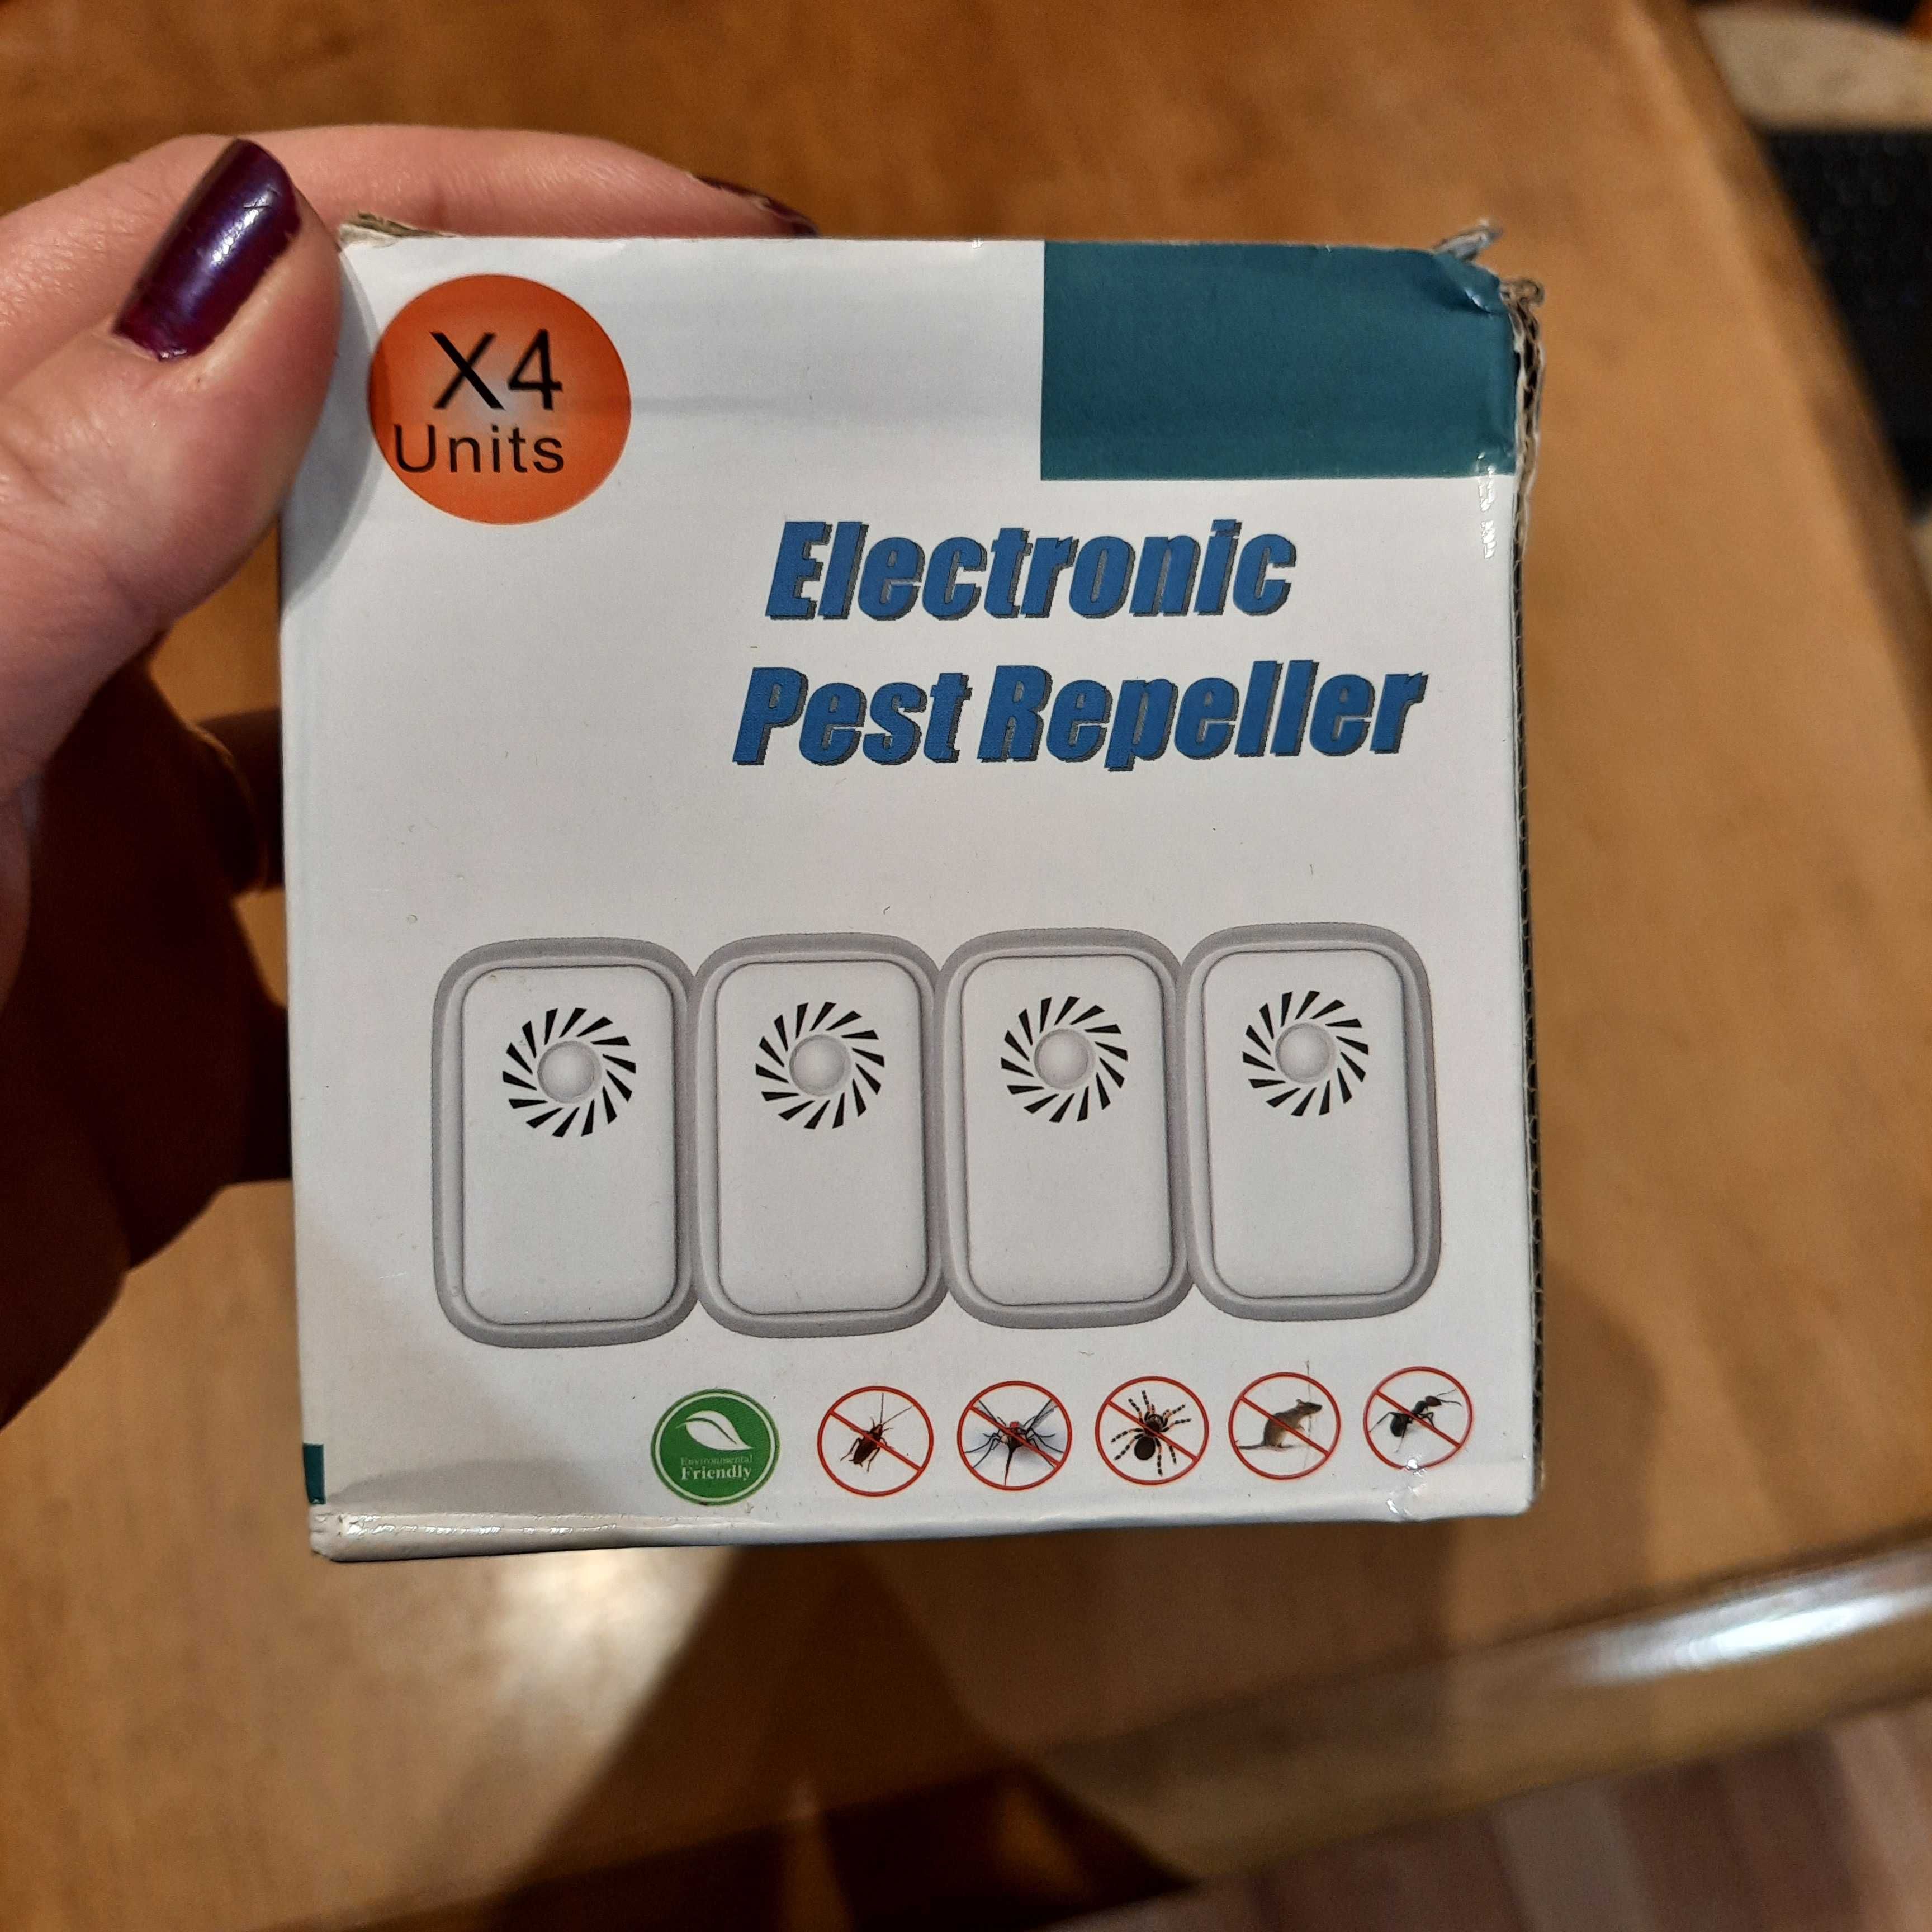 X4
Units
Electronic
Pest Repeller
Environmental
Friendly